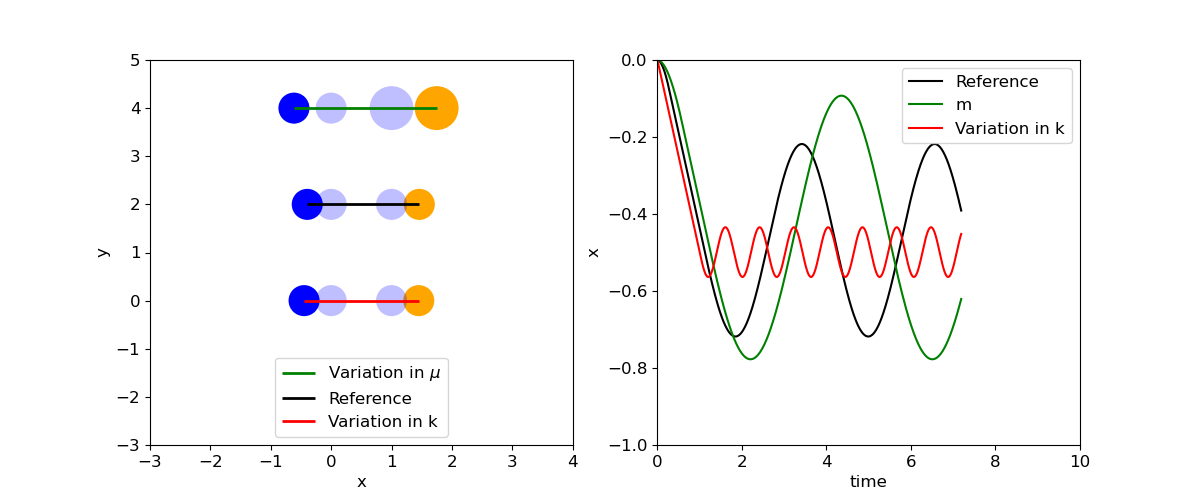 5
4
3
2
1
0
−1
−2
−3
y
−3 −2 −1 0 1 2 3 4
x
Variation in μ
Reference
Variation in k
0.0
−0.2
−0.4
−0.6
−0.8
−1.0
x
0 2 4 6 8 10
time
Reference
m
Variation in k